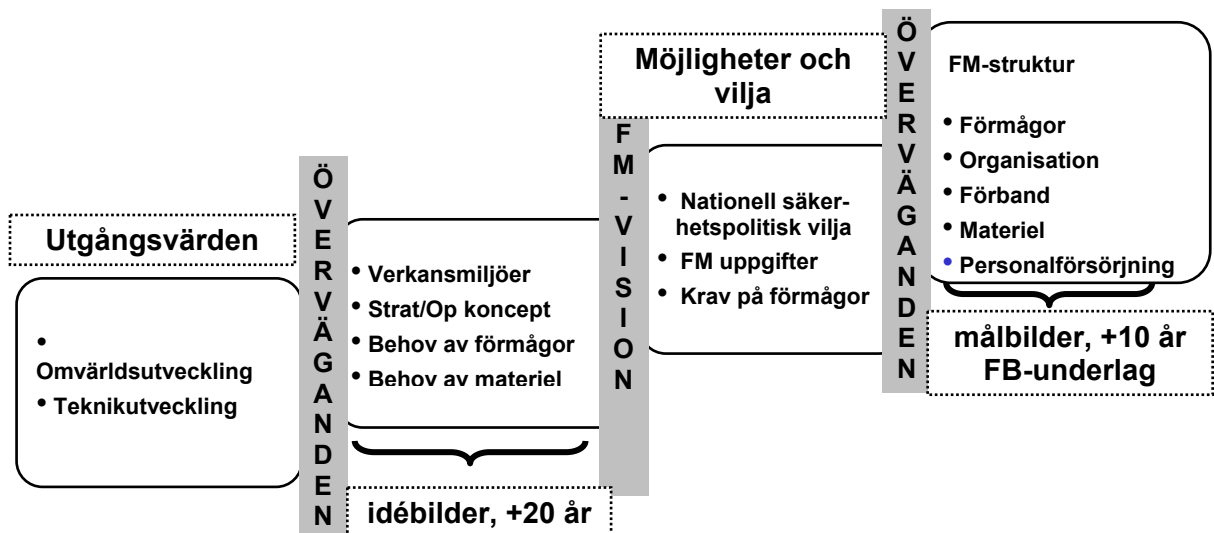 Utgångsvärden
•
Omvärldsutveckling
• Teknikutveckling
ÖVERVÄGANDEN
• Verkansmiljöer
• Strat/Op koncept
• Behov av förmågor
• Behov av materiel
idébilder, +20 år
FM-VISION
Möjligheter och
vilja
• Nationell säker-
hetspolitisk vilja
• FM uppgifter
• Krav på förmågor
ÖVERVÄGANDEN
FM-struktur
• Förmågor
• Organisation
• Förband
• Materiel
• Personalförsörjning
målbilder, +10 år
FB-underlag